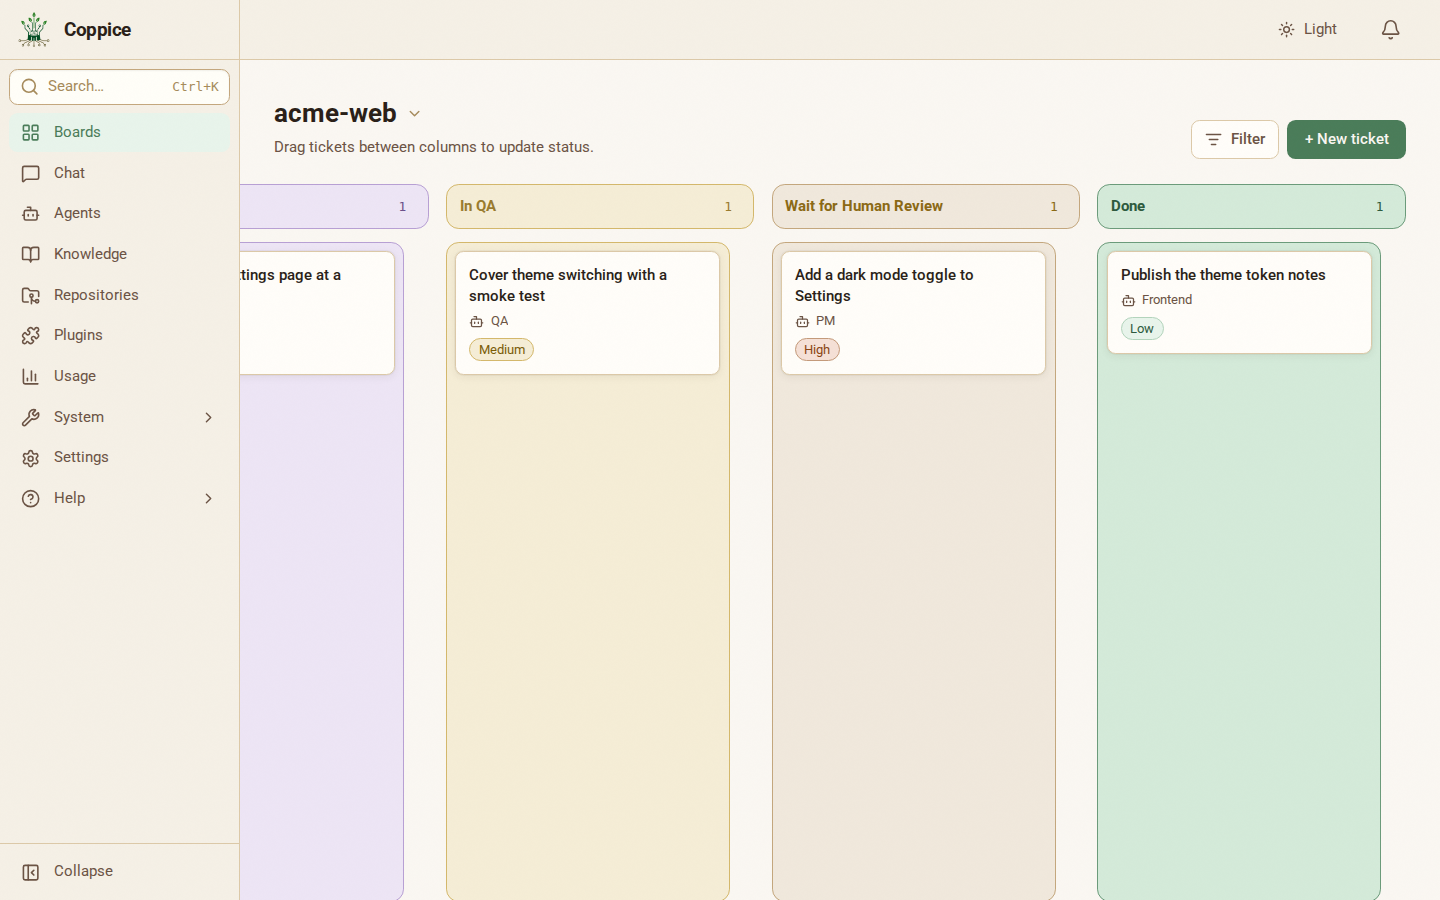 Coppice
Light
Search...
Ctrl+K
Boards
Chat
Agents
Knowledge
Repositories
Plugins
Usage
System
Settings
Help
Collapse
acme-web
Drag tickets between columns to update status.
Filter
+ New ticket
1
page at a
In QA
1
Cover theme switching with a
smoke test
QA
Medium
Wait for Human Review
1
Add a dark mode toggle to
Settings
PM
High
Done
1
Publish the theme token notes
Frontend
Low